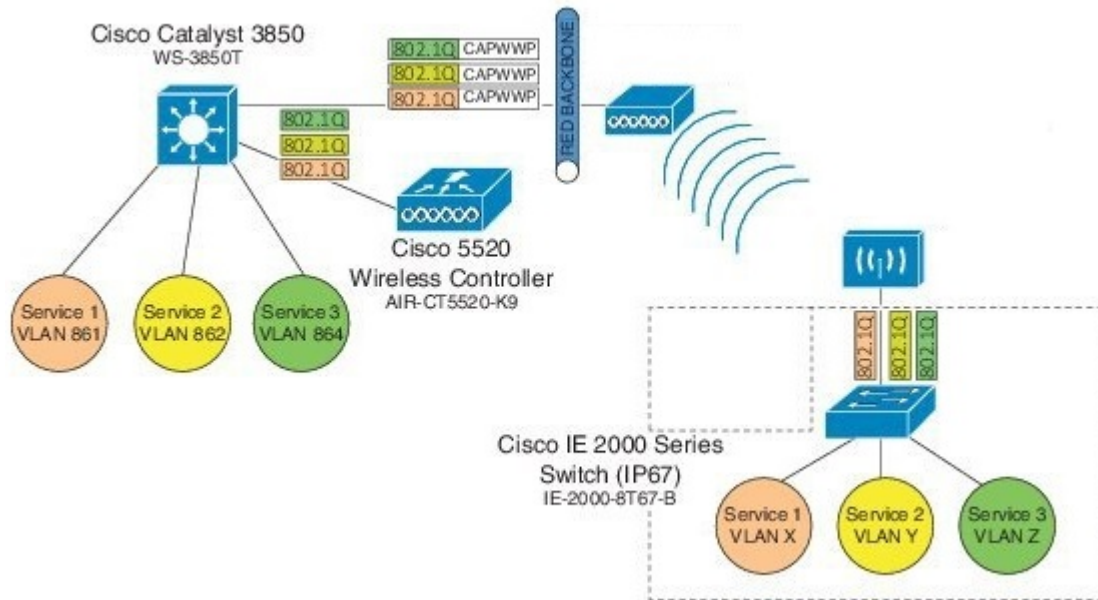 Cisco Catalyst 3850
WS-3850T
802.1Q CAPWWP
802.1Q CAPWWP
802.1Q CAPWWP
RED BACKBONE
802.1Q
802.1Q
802.1Q
Cisco 5520
Wireless Controller
AIR-CT5520-K9
Service 1
VLAN 861
Service 2
VLAN 862
Service 3
VLAN 864
802.1Q
802.1Q
802.1Q
Cisco IE 2000 Series
Switch (IP67)
IE-2000-8T67-B
Service 1
VLAN X
Service 2
VLAN Y
Service 3
VLAN Z